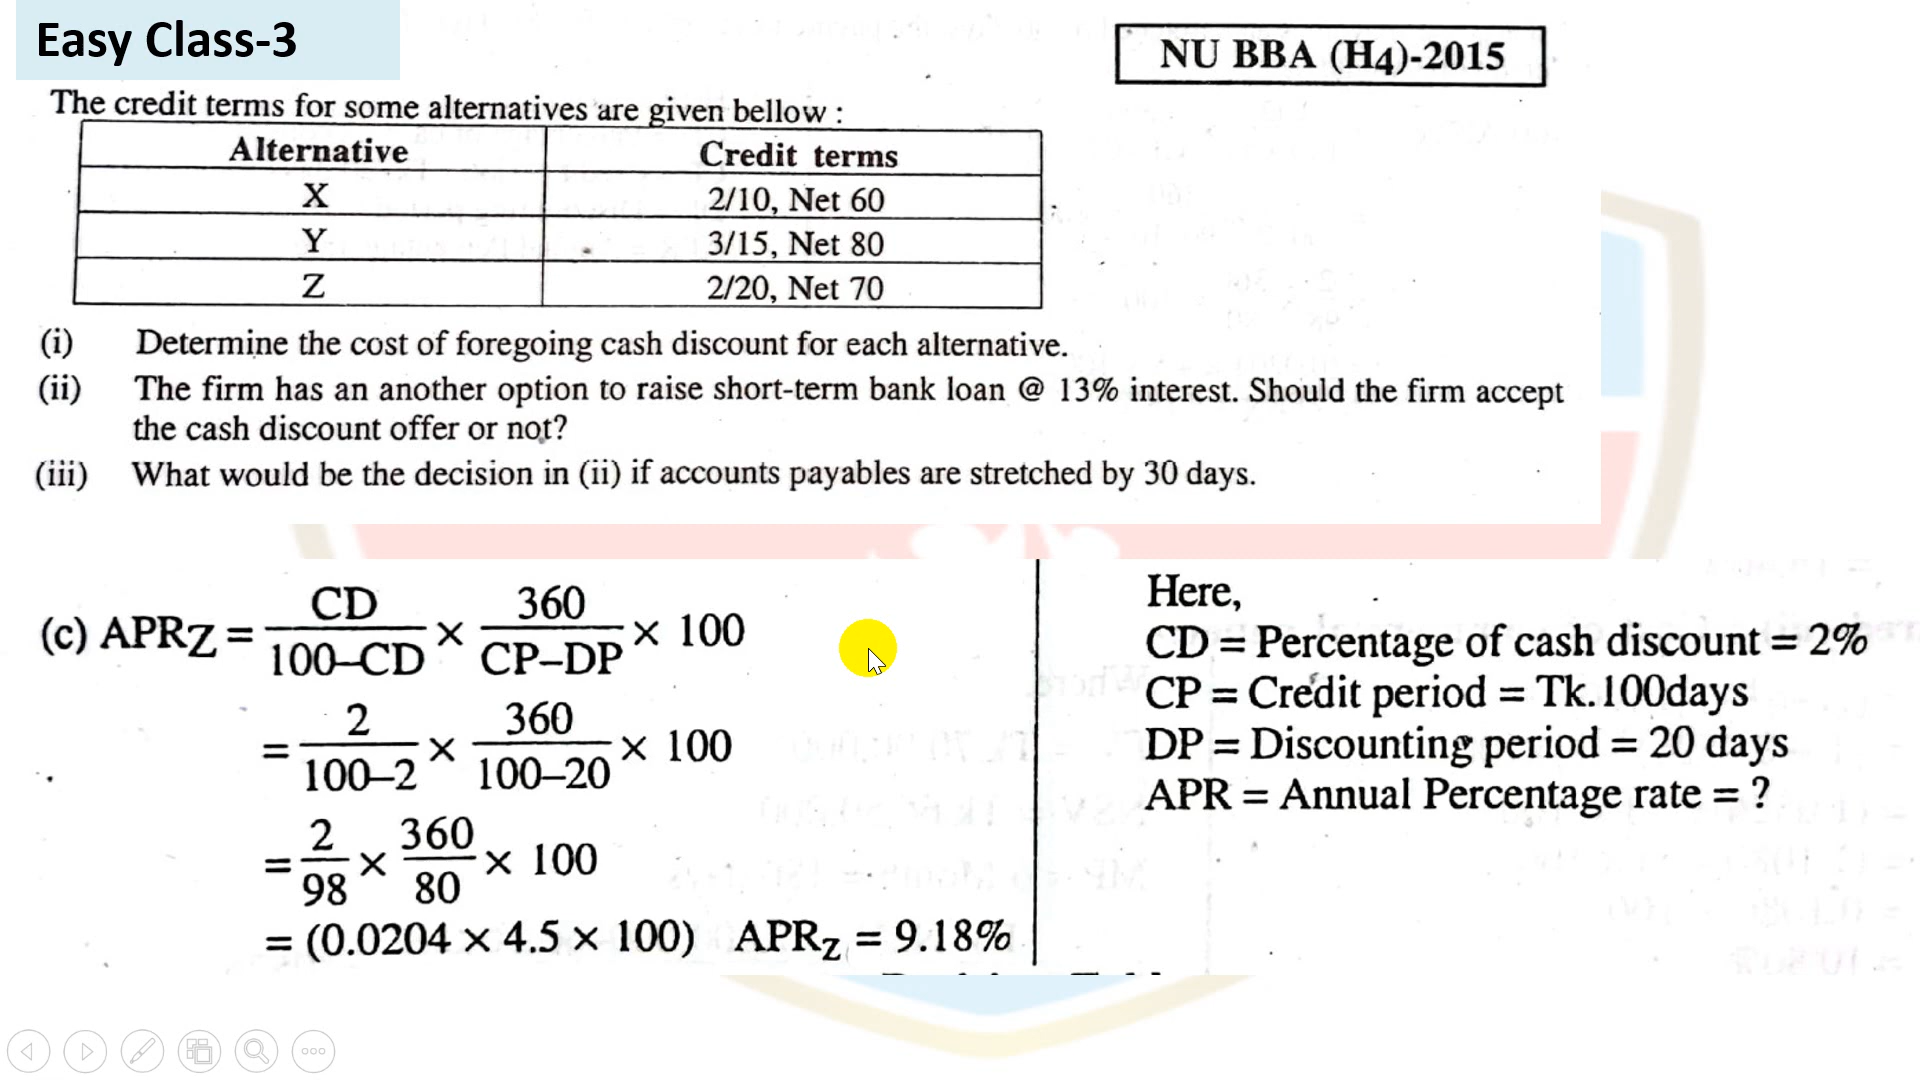 Easy Class-3
NU BBA (H4)-2015
The credit terms for some alternatives are given bellow :
Alternative Credit terms
X 2/10, Net 60
Y 3/15, Net 80
Z 2/20, Net 70
(i) Determine the cost of foregoing cash discount for each alternative.
(ii) The firm has an another option to raise short-term bank loan @ 13% interest. Should the firm accept
the cash discount offer or not?
(iii) What would be the decision in (ii) if accounts payables are stretched by 30 days.
(c) APRZ = CD/100–CD × 360/CP–DP × 100
= 2/100–2 × 360/100–20 × 100
= 2/98 × 360/80 × 100
= (0.0204 × 4.5 × 100) APRZ = 9.18%
Here,
CD = Percentage of cash discount = 2%
CP = Credit period = Tk.100days
DP = Discounting period = 20 days
APR = Annual Percentage rate = ?